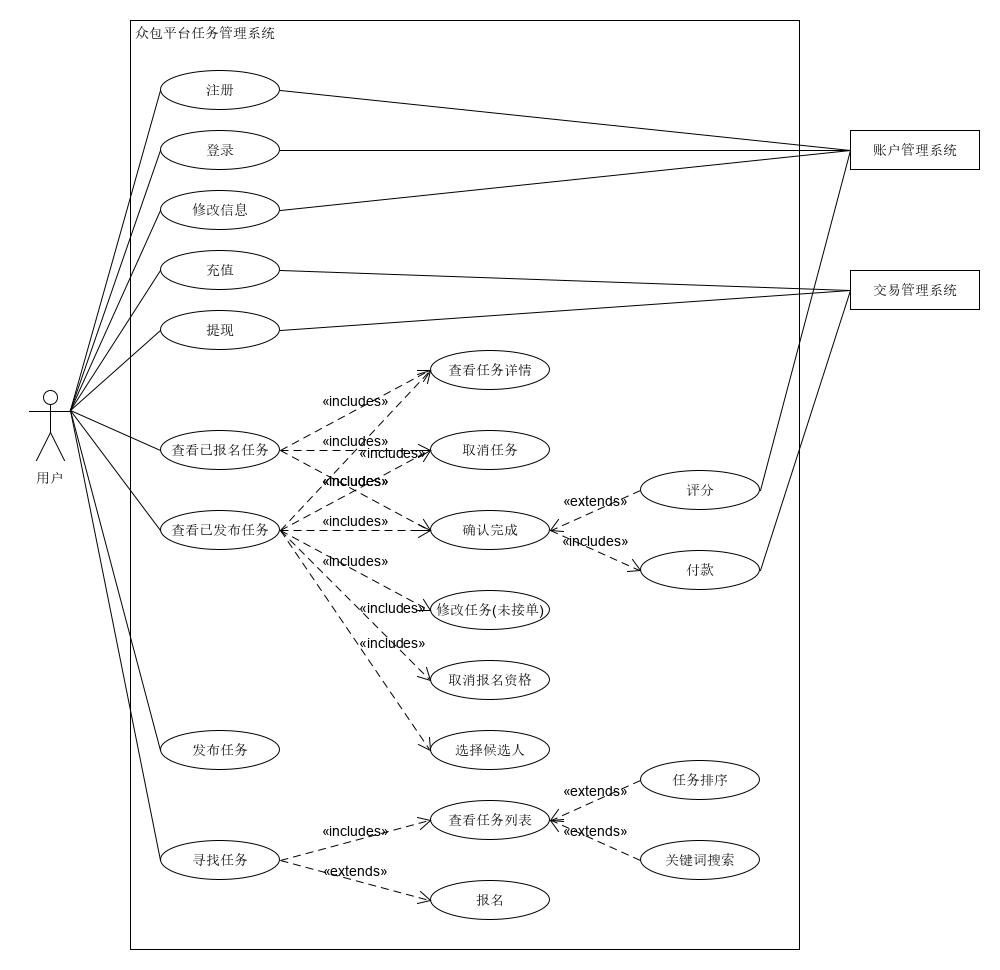 众包平台任务管理系统
注册
登录
账户管理系统
修改信息
充值
交易管理系统
提现
查看任务详情
«includes»
用户
查看已报名任务
«includes»
«includes»
取消任务
«includes»
评分
«extends»
查看已发布任务
«includes»
确认完成
«includes»
付款
«includes»
«includes»
修改任务(未接单)
«includes»
取消报名资格
发布任务
选择候选人
任务排序
«extends»
查看任务列表
«includes»
«extends»
关键词搜索
寻找任务
«extends»
报名